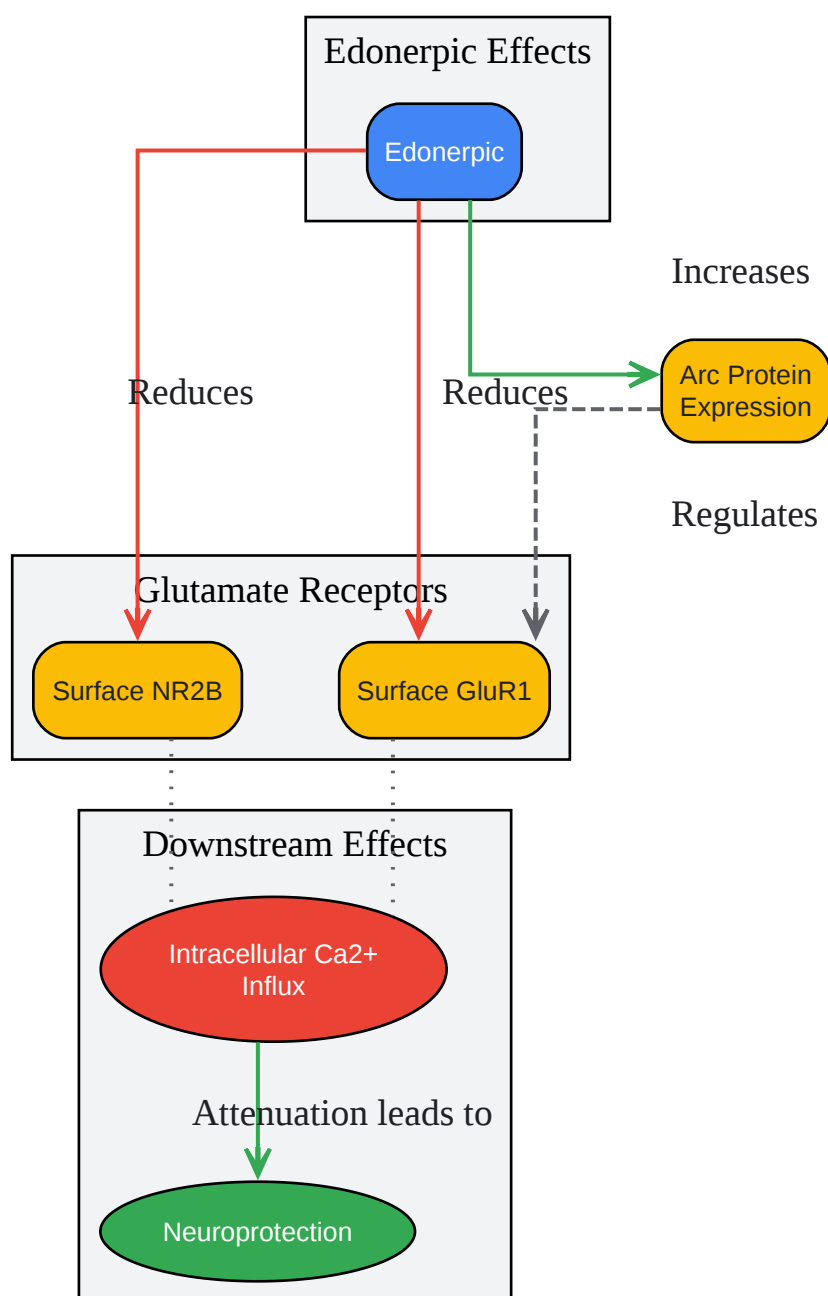 Edonerpic Effects
Edonerpic
Increases
Arc Protein
Expression
Reduces
Reduces
Regulates
Glutamate Receptors
Surface NR2B
Surface GluR1
Downstream Effects
Intracellular Ca2+
Influx
Attenuation leads to
Neuroprotection